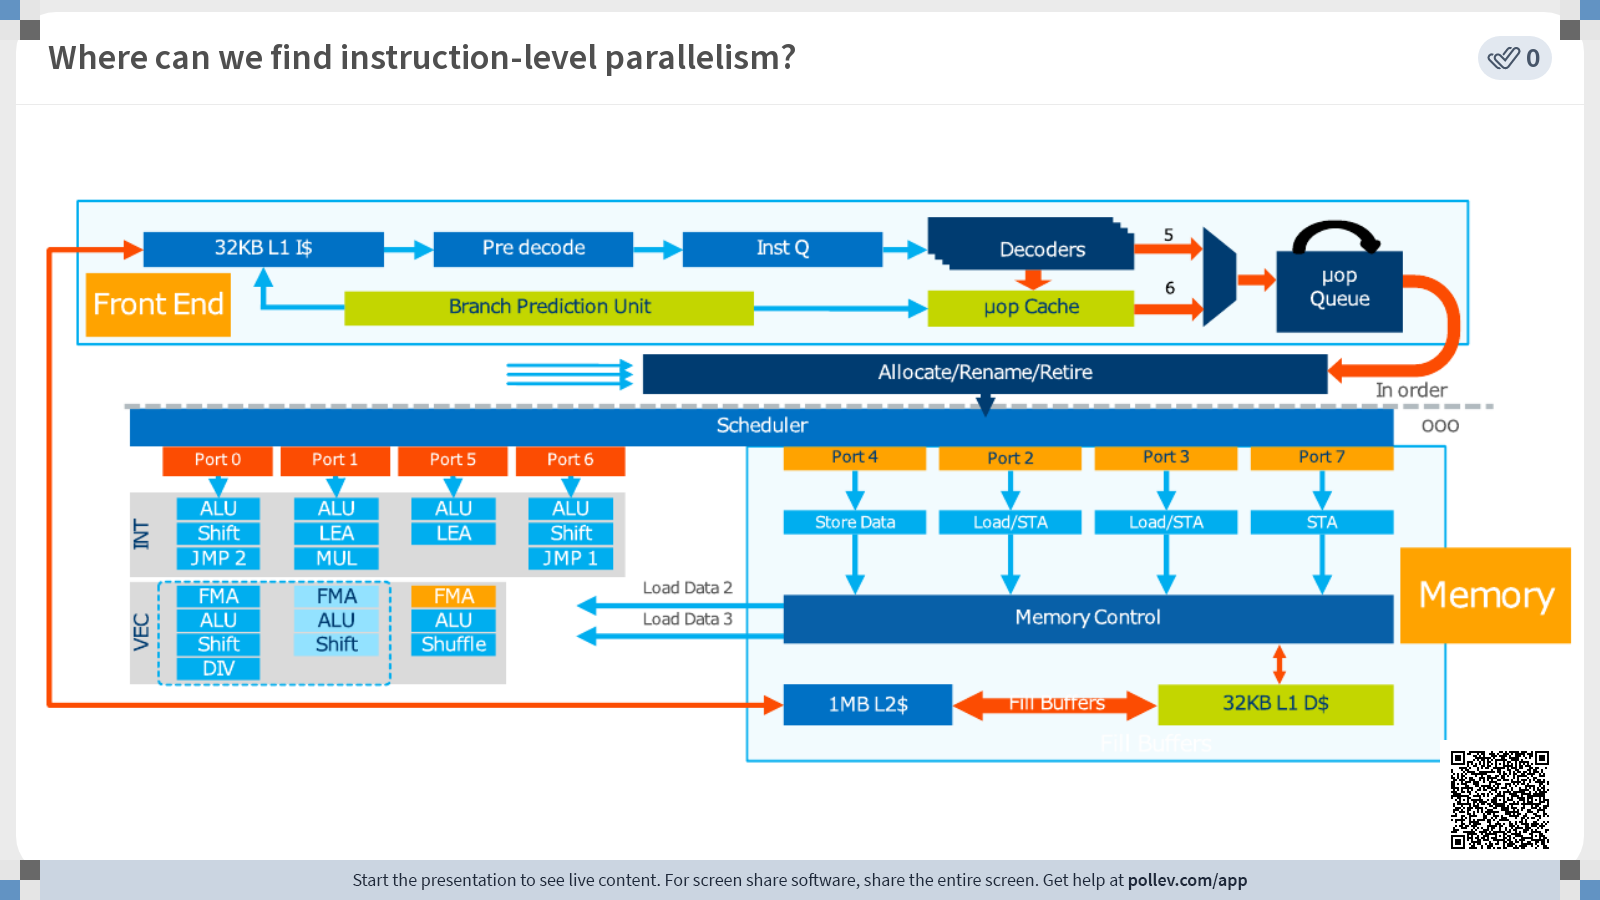 Where can we find instruction-level parallelism?
0
32KB L1 I$
Pre decode
Inst Q
Decoders
5
6
µop
Queue
Front End
Branch Prediction Unit
µop Cache
Allocate/Rename/Retire
In order
Scheduler
OOO
Port 0
Port 1
Port 5
Port 6
Port 4
Port 2
Port 3
Port 7
INT
ALU
Shift
JMP 2
ALU
LEA
MUL
ALU
LEA
ALU
Shift
JMP 1
Store Data
Load/STA
Load/STA
STA
VEC
FMA
ALU
Shift
DIV
FMA
ALU
Shift
FMA
ALU
Shuffle
Load Data 2
Load Data 3
Memory Control
Memory
1MB L2$
Fill Buffers
32KB L1 D$
Fill Buffers
Start the presentation to see live content. For screen share software, share the entire screen. Get help at pollev.com/app